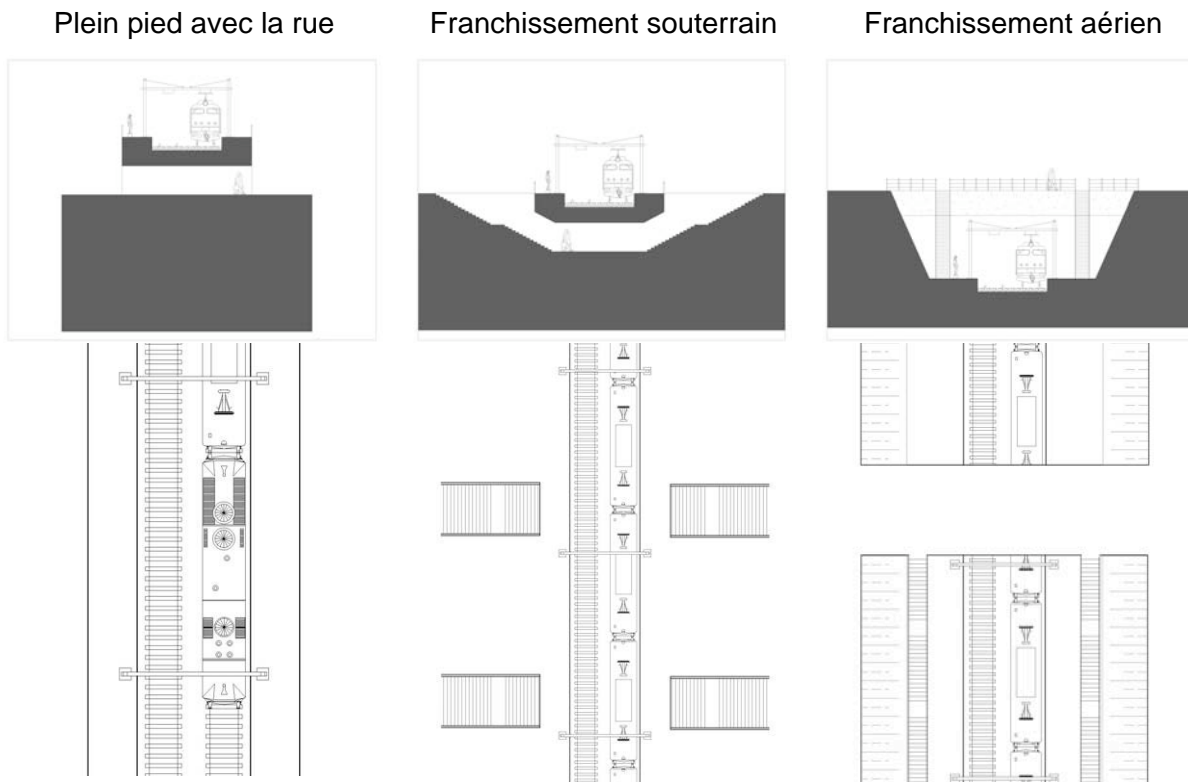 Plein pied avec la rue
Franchissement souterrain
Franchissement aérien